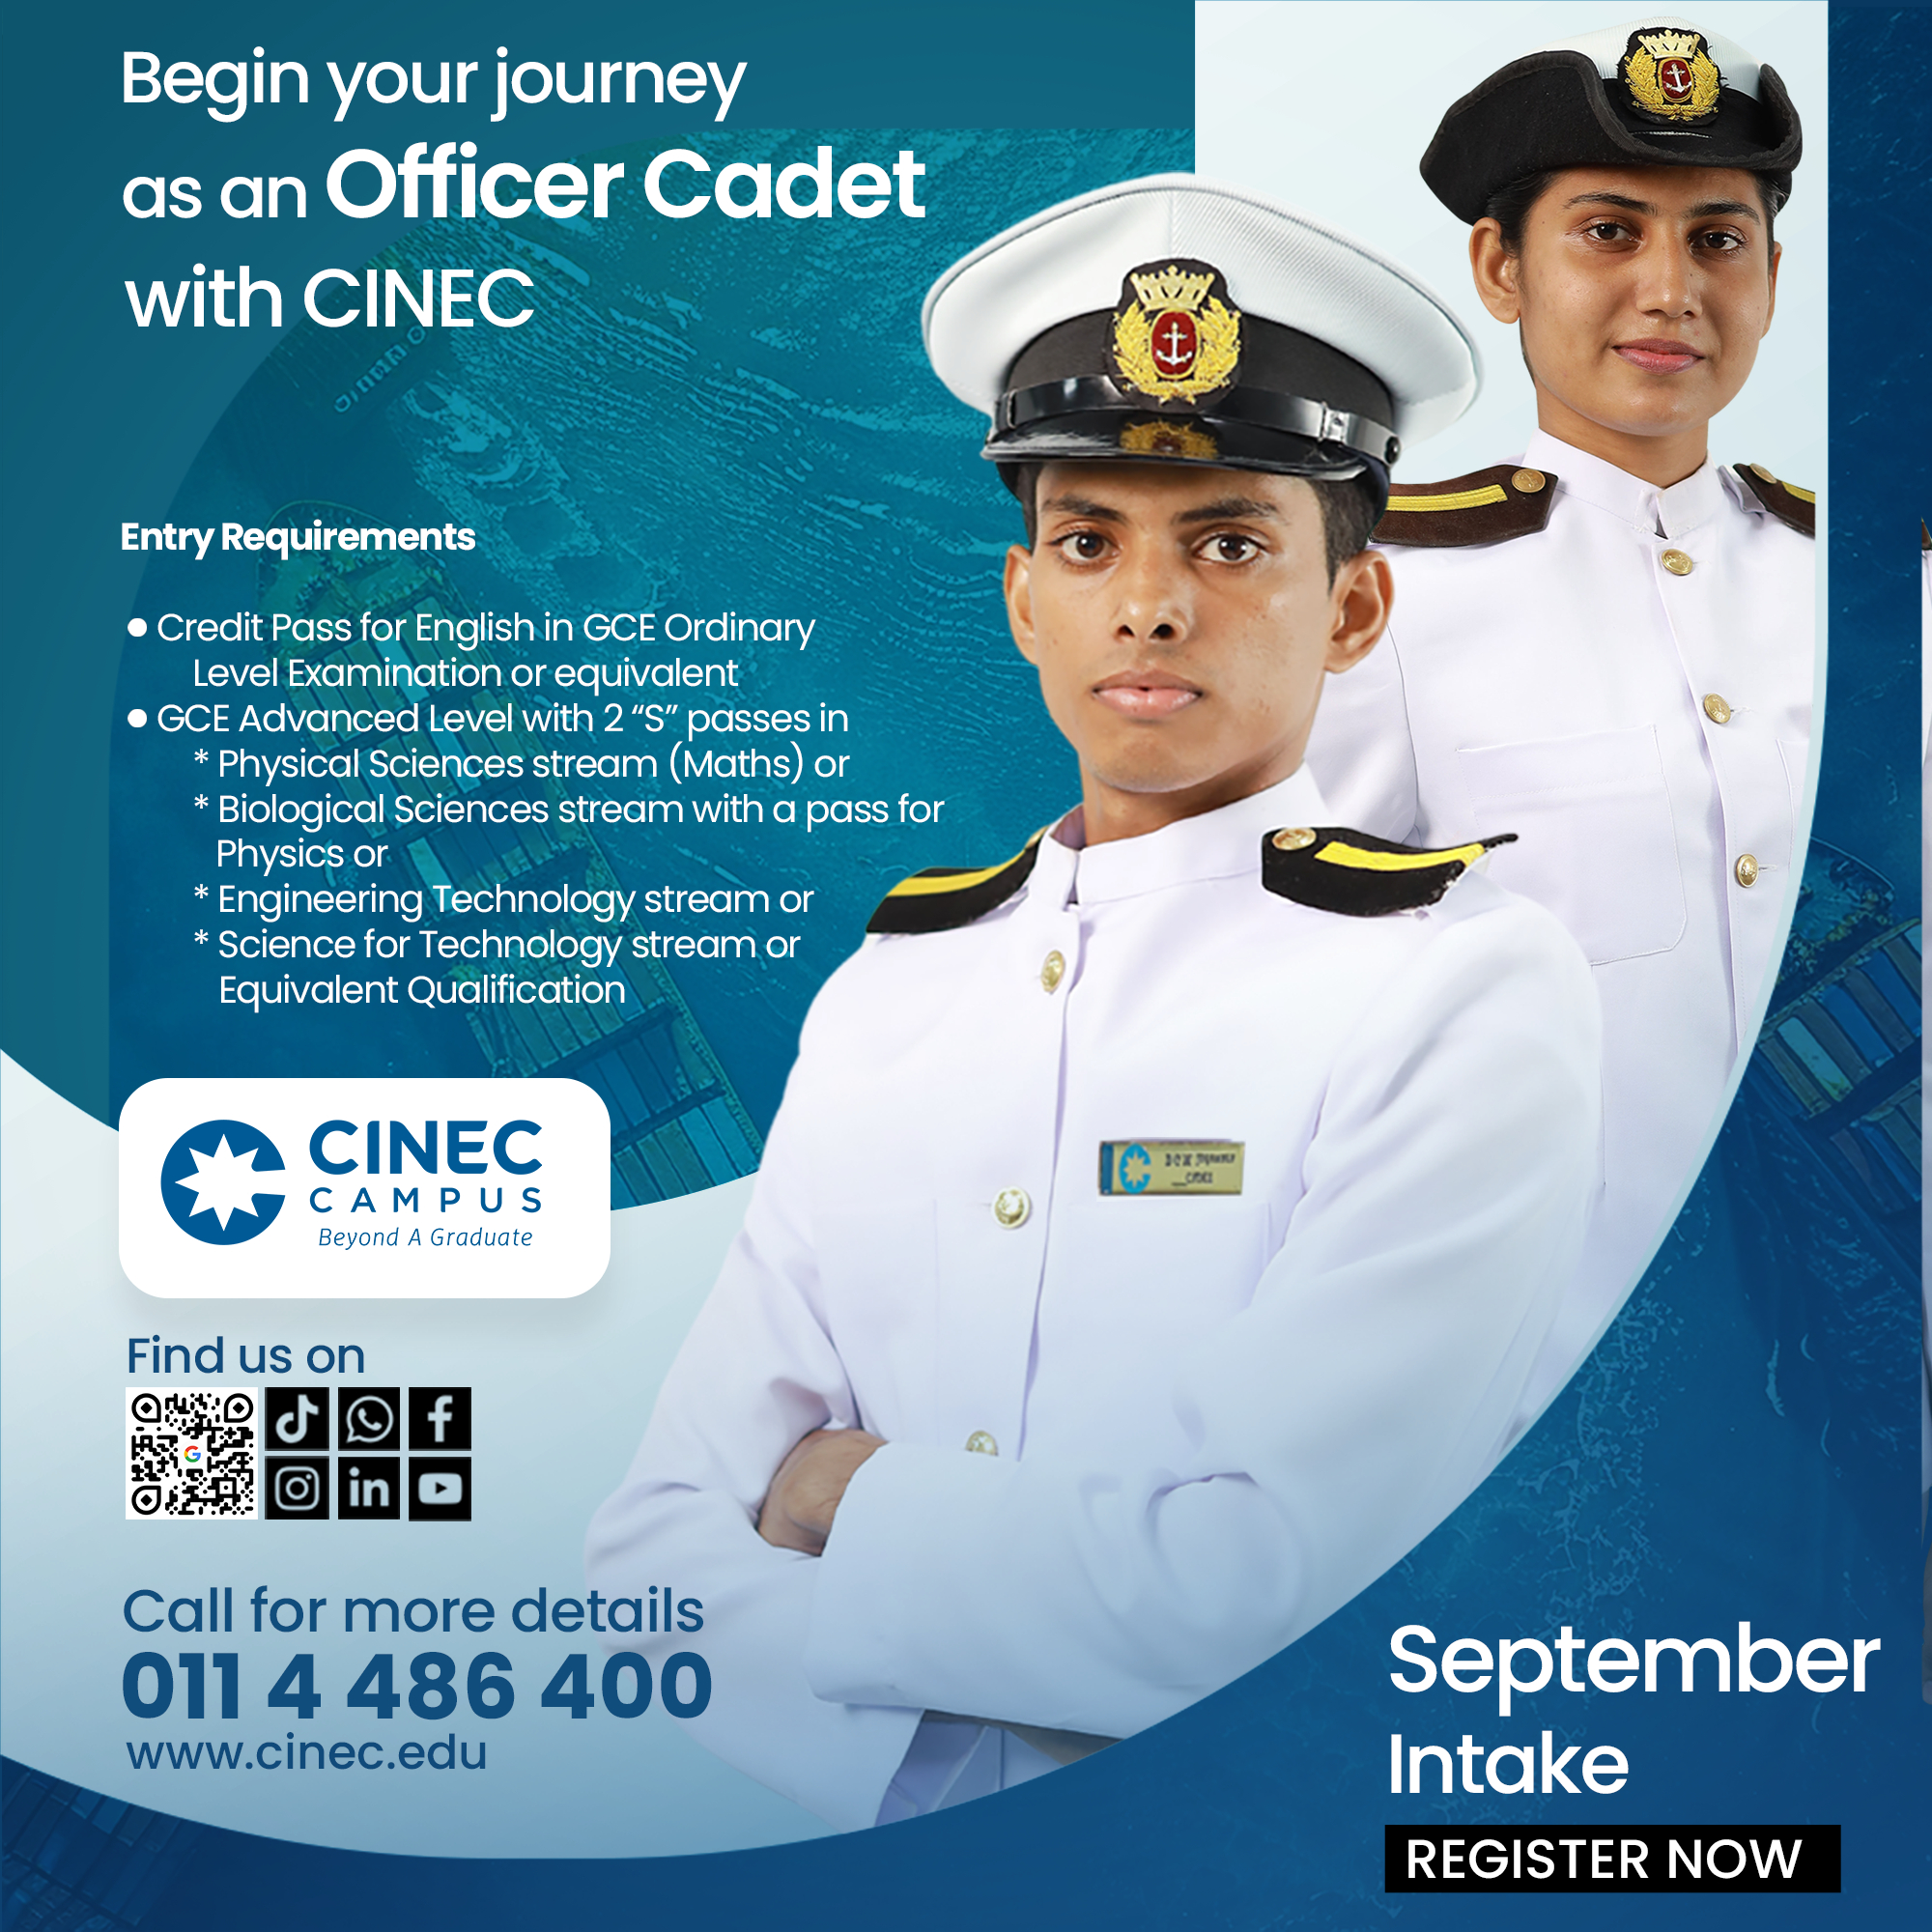 Begin your journey
as an Officer Cadet
with CINEC
Entry Requirements
● Credit Pass for English in GCE Ordinary
Level Examination or equivalent
● GCE Advanced Level with 2 “S” passes in
* Physical Sciences stream (Maths) or
* Biological Sciences stream with a pass for
Physics or
* Engineering Technology stream or
* Science for Technology stream or
Equivalent Qualification
CINEC
CAMPUS
Beyond A Graduate
Find us on
Call for more details
011 4 486 400
www.cinec.edu
September
Intake
REGISTER NOW